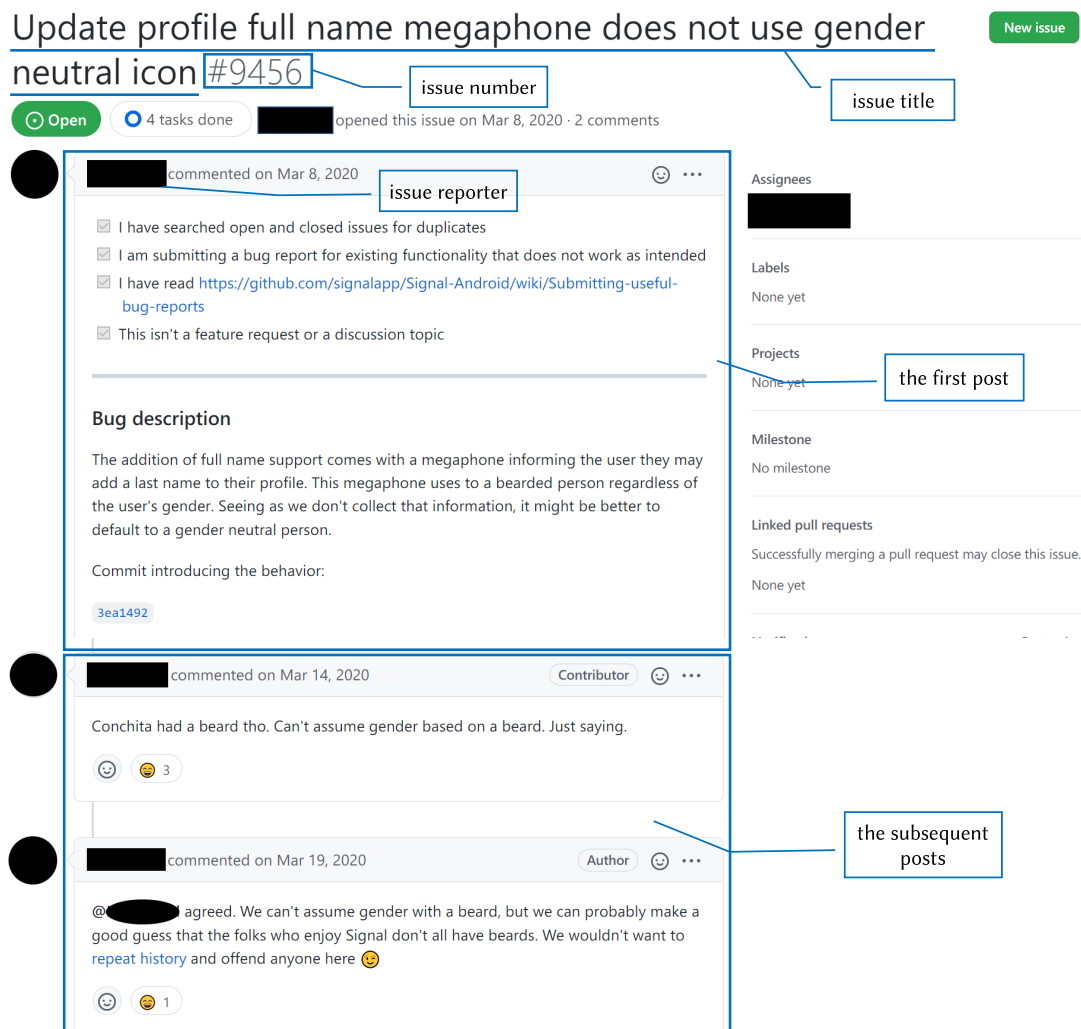 Update profile full name megaphone does not use gender
neutral icon #9456
New issue
issue number
issue title
Open
4 tasks done
opened this issue on Mar 8, 2020 · 2 comments
commented on Mar 8, 2020
issue reporter
I have searched open and closed issues for duplicates
I am submitting a bug report for existing functionality that does not work as intended
I have read https://github.com/signalapp/Signal-Android/wiki/Submitting-useful-
bug-reports
This isn't a feature request or a discussion topic
Bug description
The addition of full name support comes with a megaphone informing the user they may
add a last name to their profile. This megaphone uses to a bearded person regardless of
the user's gender. Seeing as we don't collect that information, it might be better to
default to a gender neutral person.
Commit introducing the behavior:
3ea1492
Assignees
Labels
None yet
Projects
None yet
the first post
Milestone
No milestone
Linked pull requests
Successfully merging a pull request may close this issue.
None yet
commented on Mar 14, 2020
Contributor
Conchita had a beard tho. Can't assume gender based on a beard. Just saying.
😄 3
the subsequent
posts
commented on Mar 19, 2020
Author
@ agreed. We can't assume gender with a beard, but we can probably make a
good guess that the folks who enjoy Signal don't all have beards. We wouldn't want to
repeat history and offend anyone here 😉
😄 1